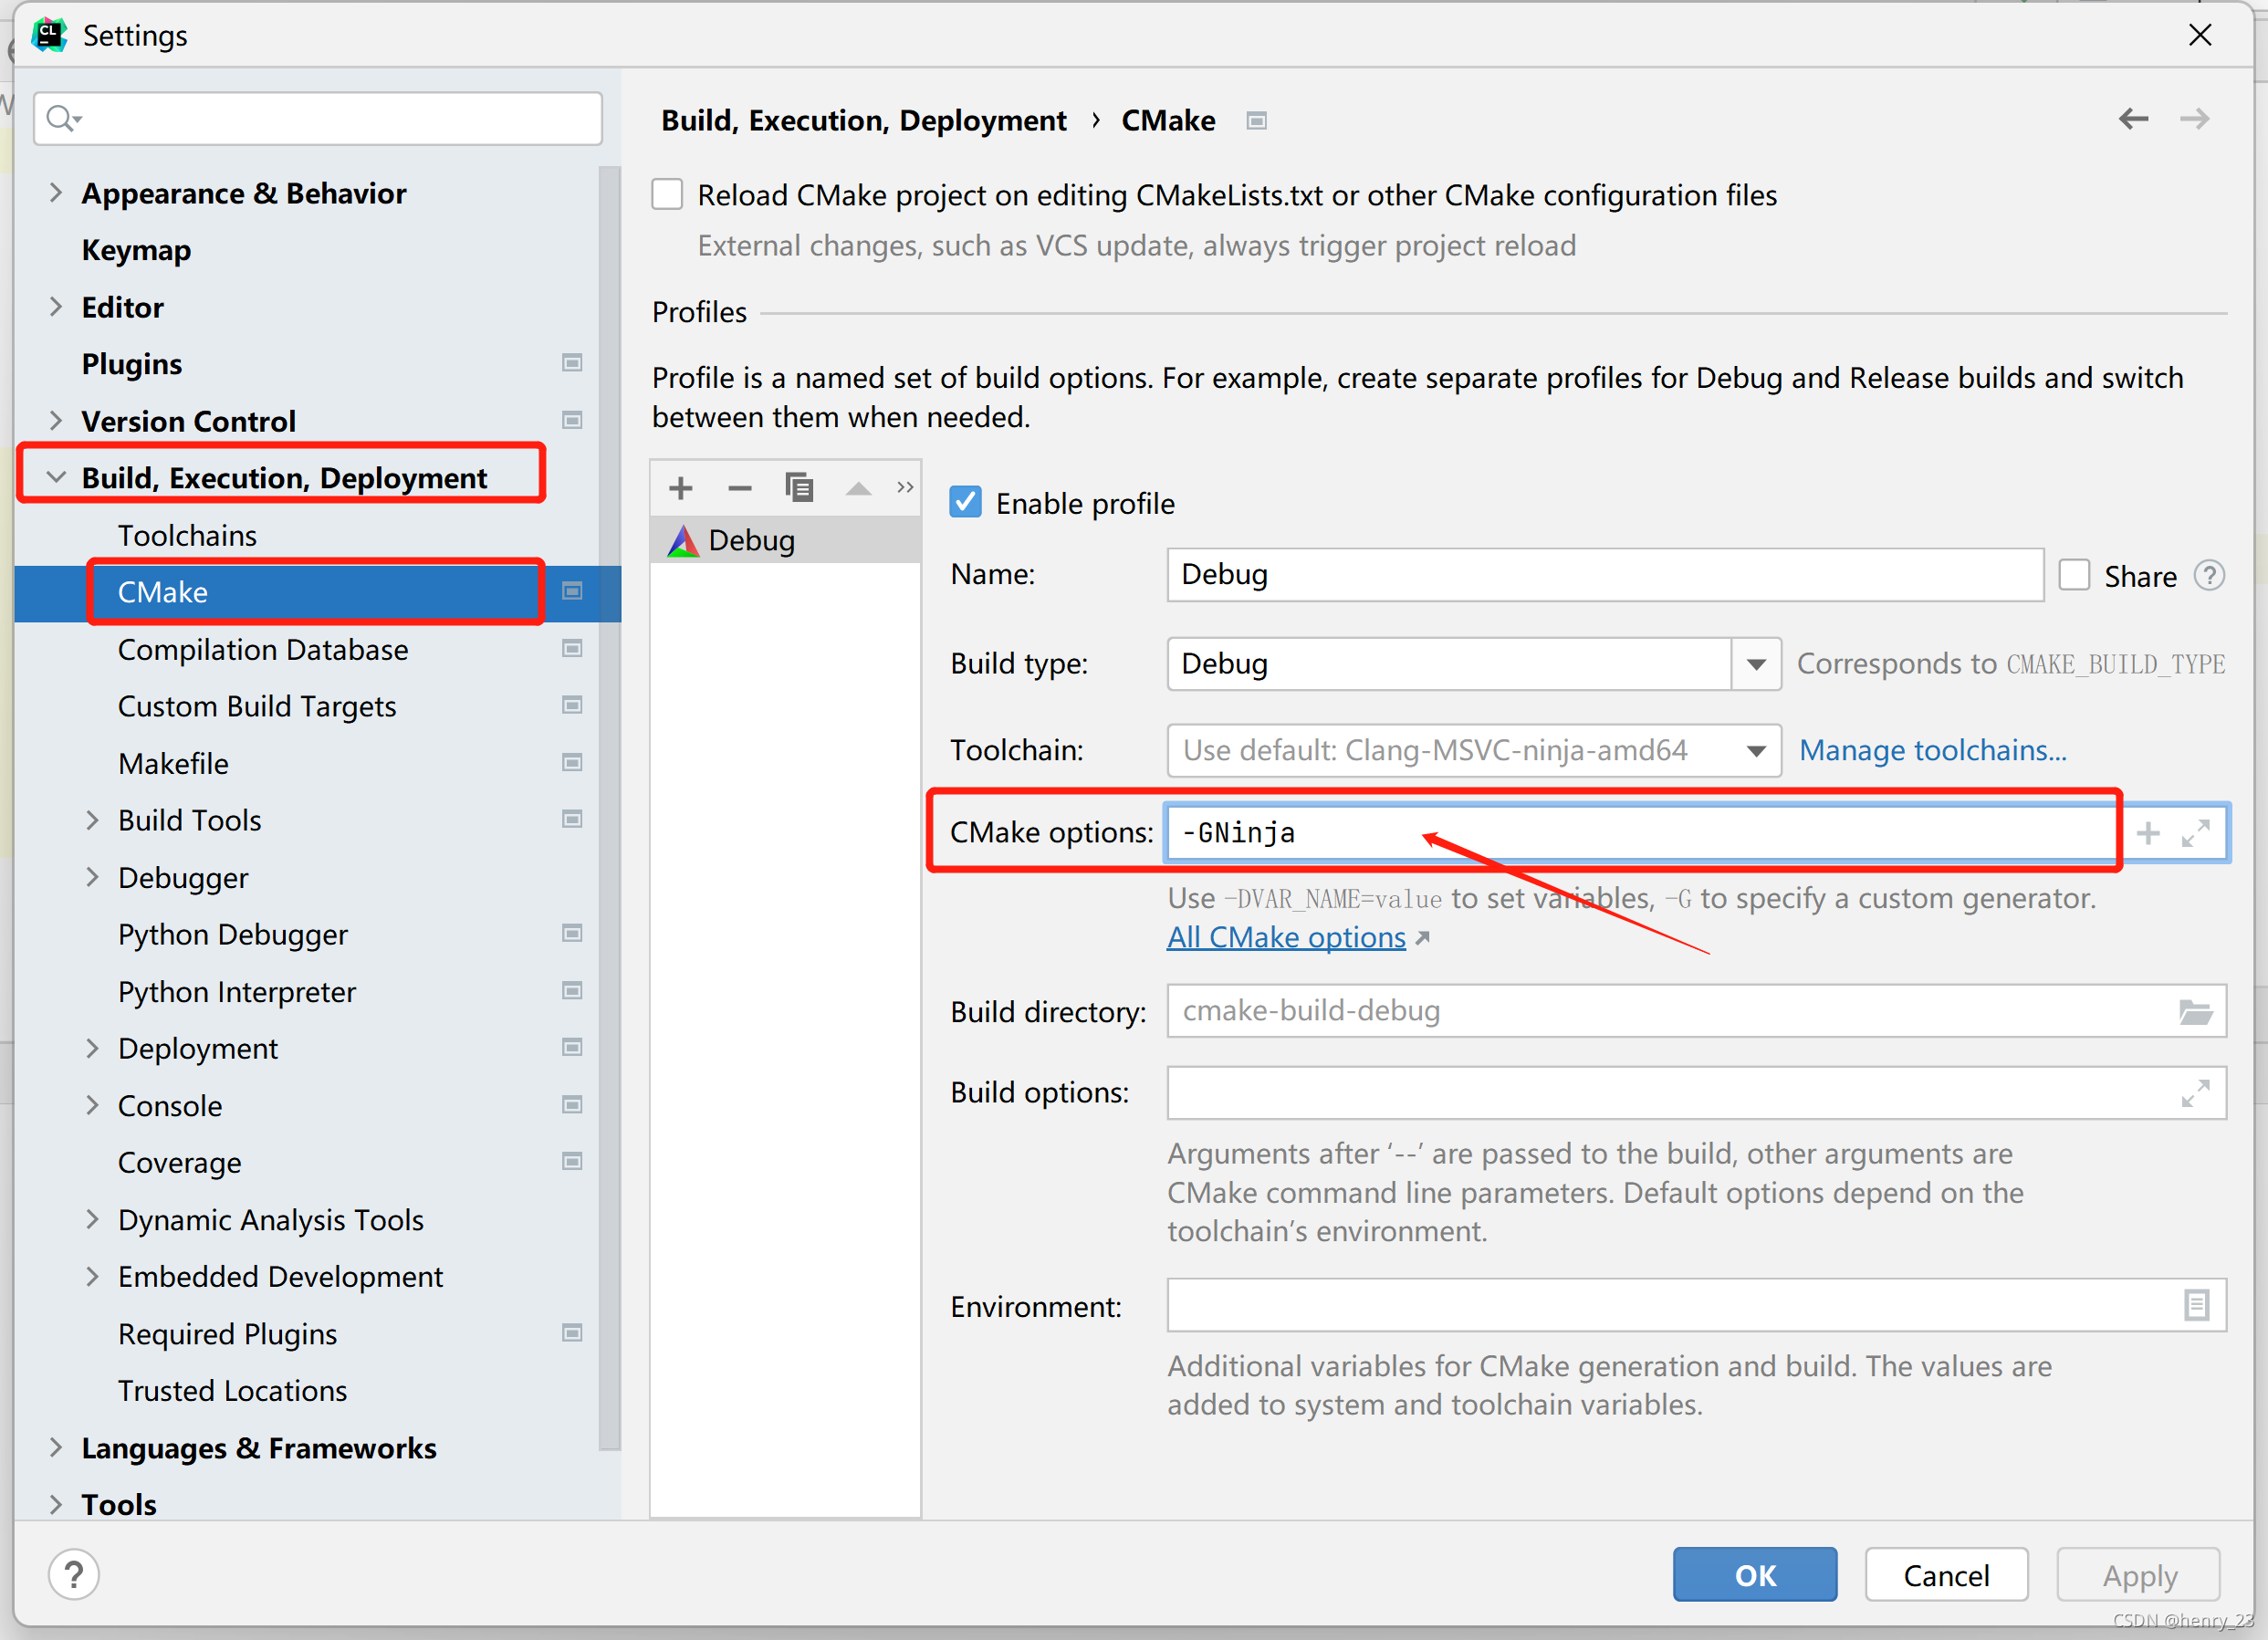 CL
Settings
Build, Execution, Deployment › CMake
Appearance & Behavior
Keymap
Editor
Plugins
Version Control
Build, Execution, Deployment
Toolchains
CMake
Compilation Database
Custom Build Targets
Makefile
Build Tools
Debugger
Python Debugger
Python Interpreter
Deployment
Console
Coverage
Dynamic Analysis Tools
Embedded Development
Required Plugins
Trusted Locations
Languages & Frameworks
Tools
Reload CMake project on editing CMakeLists.txt or other CMake configuration files
External changes, such as VCS update, always trigger project reload
Profiles
Profile is a named set of build options. For example, create separate profiles for Debug and Release builds and switch
between them when needed.
Debug
Enable profile
Name: Debug Share ?
Build type: Debug Corresponds to CMAKE_BUILD_TYPE
Toolchain: Use default: Clang-MSVC-ninja-amd64 Manage toolchains...
CMake options: -GNinja
Use -DVAR_NAME=value to set variables, -G to specify a custom generator.
All CMake options
Build directory: cmake-build-debug
Build options:
Arguments after ‘--’ are passed to the build, other arguments are
CMake command line parameters. Default options depend on the
toolchain’s environment.
Environment:
Additional variables for CMake generation and build. The values are
added to system and toolchain variables.
? OK Cancel Apply
CSDN @henry_23